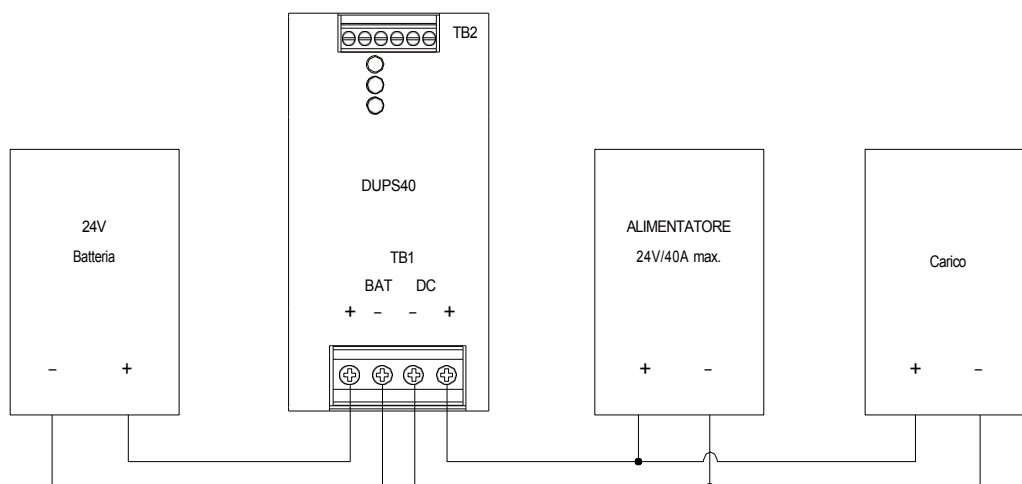 TB2
DUPS40
24V
Batteria
TB1
BAT DC
+ – – +
– +
ALIMENTATORE
24V/40A max.
+ –
Carico
+ –